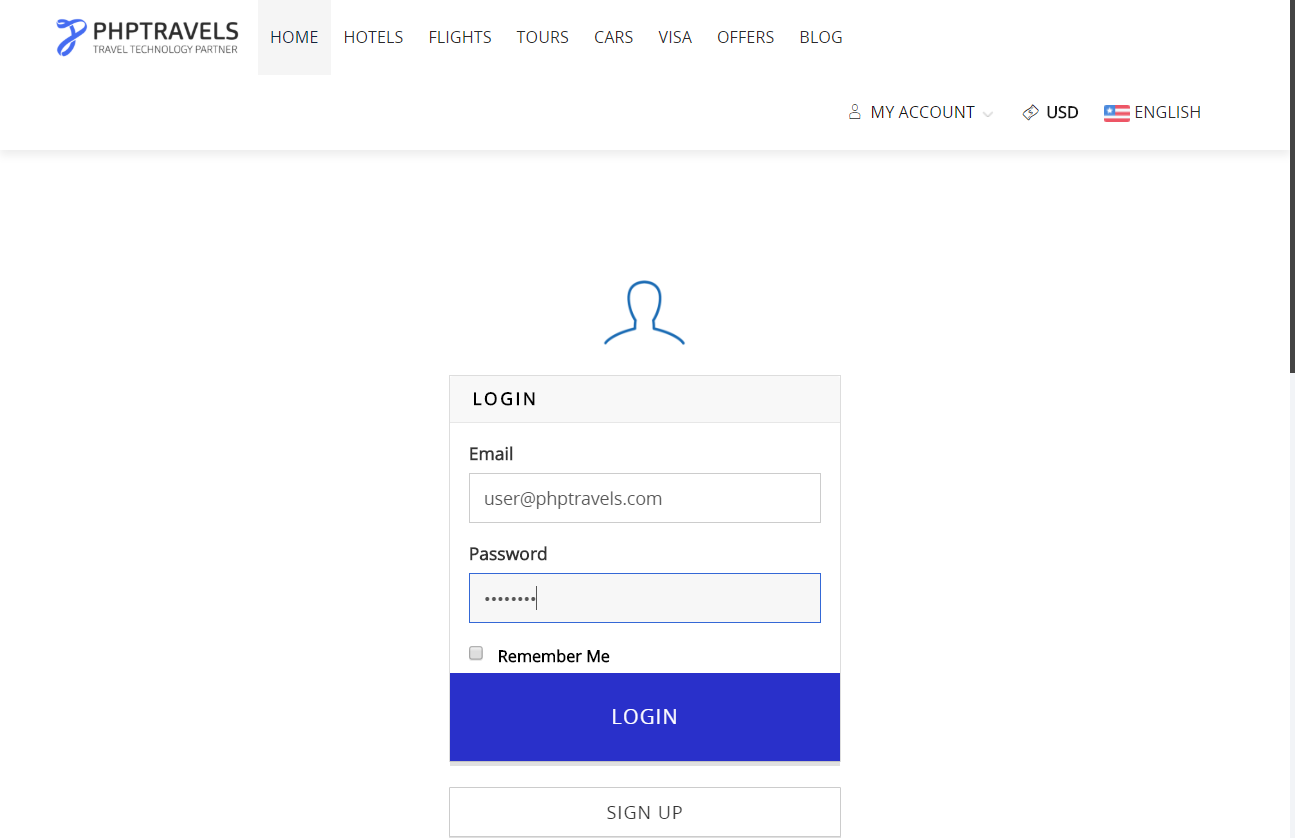 PHPTRAVELS
TRAVEL TECHNOLOGY PARTNER
HOME HOTELS FLIGHTS TOURS CARS VISA OFFERS BLOG
MY ACCOUNT USD ENGLISH
LOGIN
Email
user@phptravels.com
Password
••••••••
Remember Me
LOGIN
SIGN UP